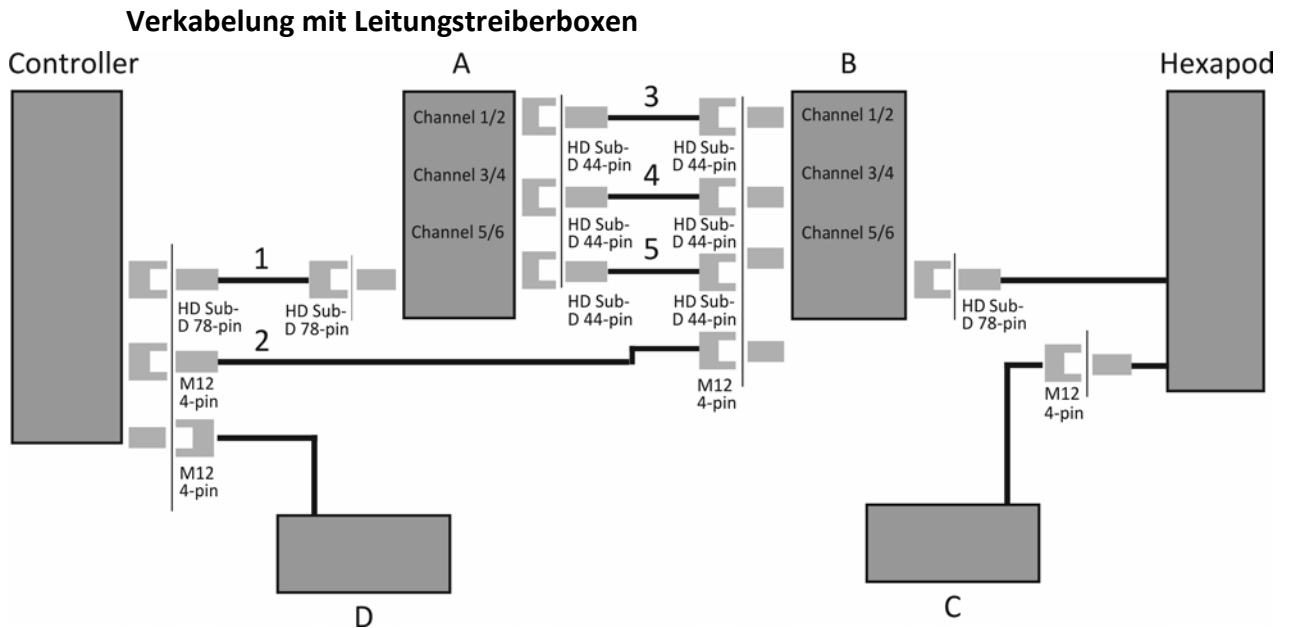 Verkabelung mit Leitungstreiberboxen
Controller
A
B
Hexapod
Channel 1/2
Channel 3/4
Channel 5/6
3
HD Sub-
D 44-pin
HD Sub-
D 44-pin
4
HD Sub-
D 44-pin
HD Sub-
D 44-pin
5
HD Sub-
D 44-pin
HD Sub-
D 44-pin
Channel 1/2
Channel 3/4
Channel 5/6
1
HD Sub-
D 78-pin
HD Sub-
D 78-pin
HD Sub-
D 78-pin
2
M12
4-pin
M12
4-pin
M12
4-pin
M12
4-pin
D
C